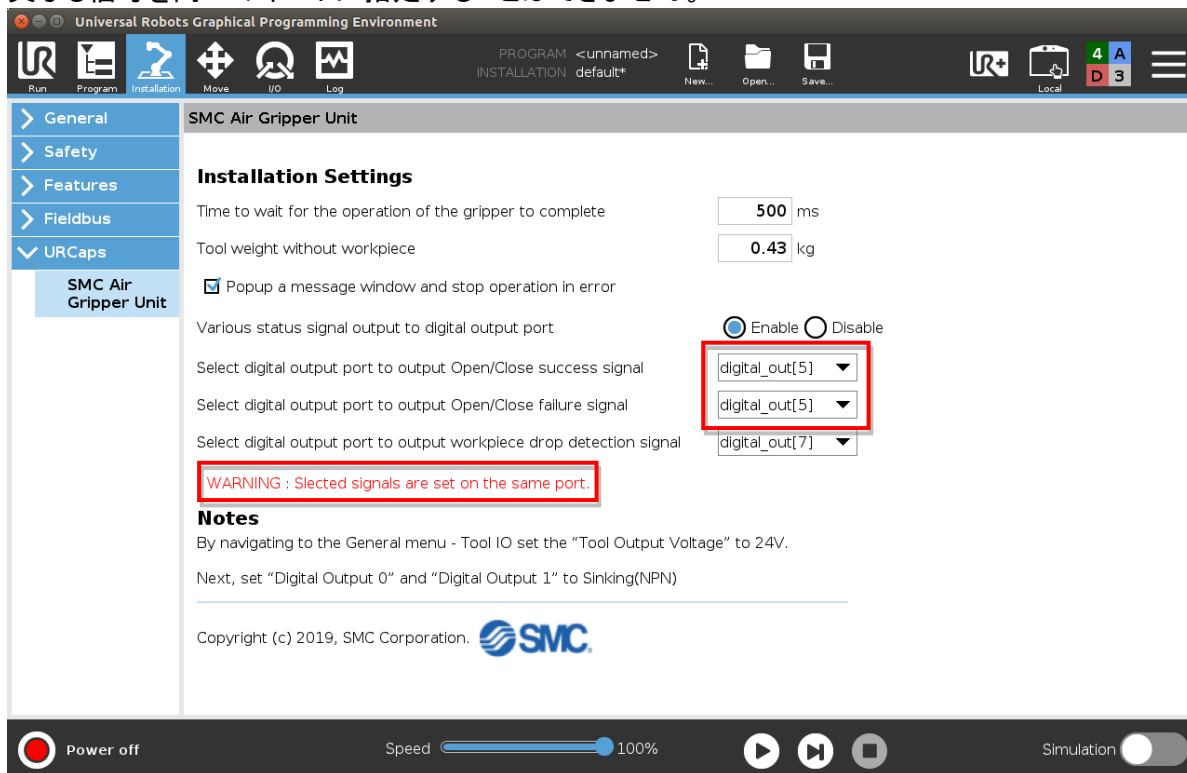 Universal Robots Graphical Programming Environment
PROGRAM <unnamed>
INSTALLATION default*
Run Program Installation Move I/O Log New... Open... Save... Local
UR+
4 A
D 3
General
Safety
Features
Fieldbus
URCaps
SMC Air
Gripper Unit
SMC Air Gripper Unit
Installation Settings
Time to wait for the operation of the gripper to complete 500 ms
Tool weight without workpiece 0.43 kg
Popup a message window and stop operation in error
Various status signal output to digital output port Enable Disable
Select digital output port to output Open/Close success signal digital_out[5]
Select digital output port to output Open/Close failure signal digital_out[5]
Select digital output port to output workpiece drop detection signal digital_out[7]
WARNING : Slected signals are set on the same port.
Notes
By navigating to the General menu - Tool IO set the “Tool Output Voltage” to 24V.
Next, set “Digital Output 0” and “Digital Output 1” to Sinking(NPN)
Copyright (c) 2019, SMC Corporation. SMC.
Power off Speed 100% Simulation